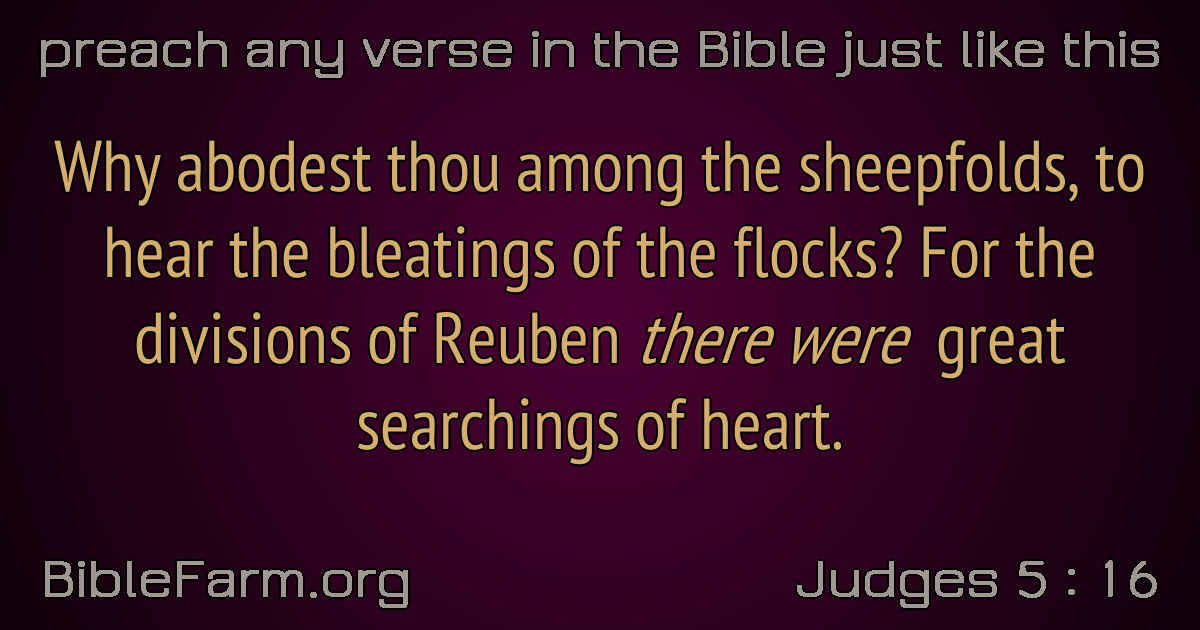 preach any verse in the Bible just like this
Why abodest thou among the sheepfolds, to
hear the bleatings of the flocks? For the
divisions of Reuben there were great
searchings of heart.
BibleFarm.org
Judges 5 : 16